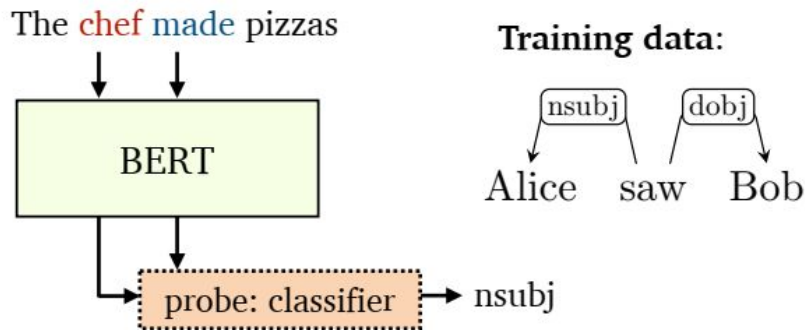 The chef made pizzas
BERT
probe: classifier
nsubj
Training data:
nsubj dobj
Alice saw Bob